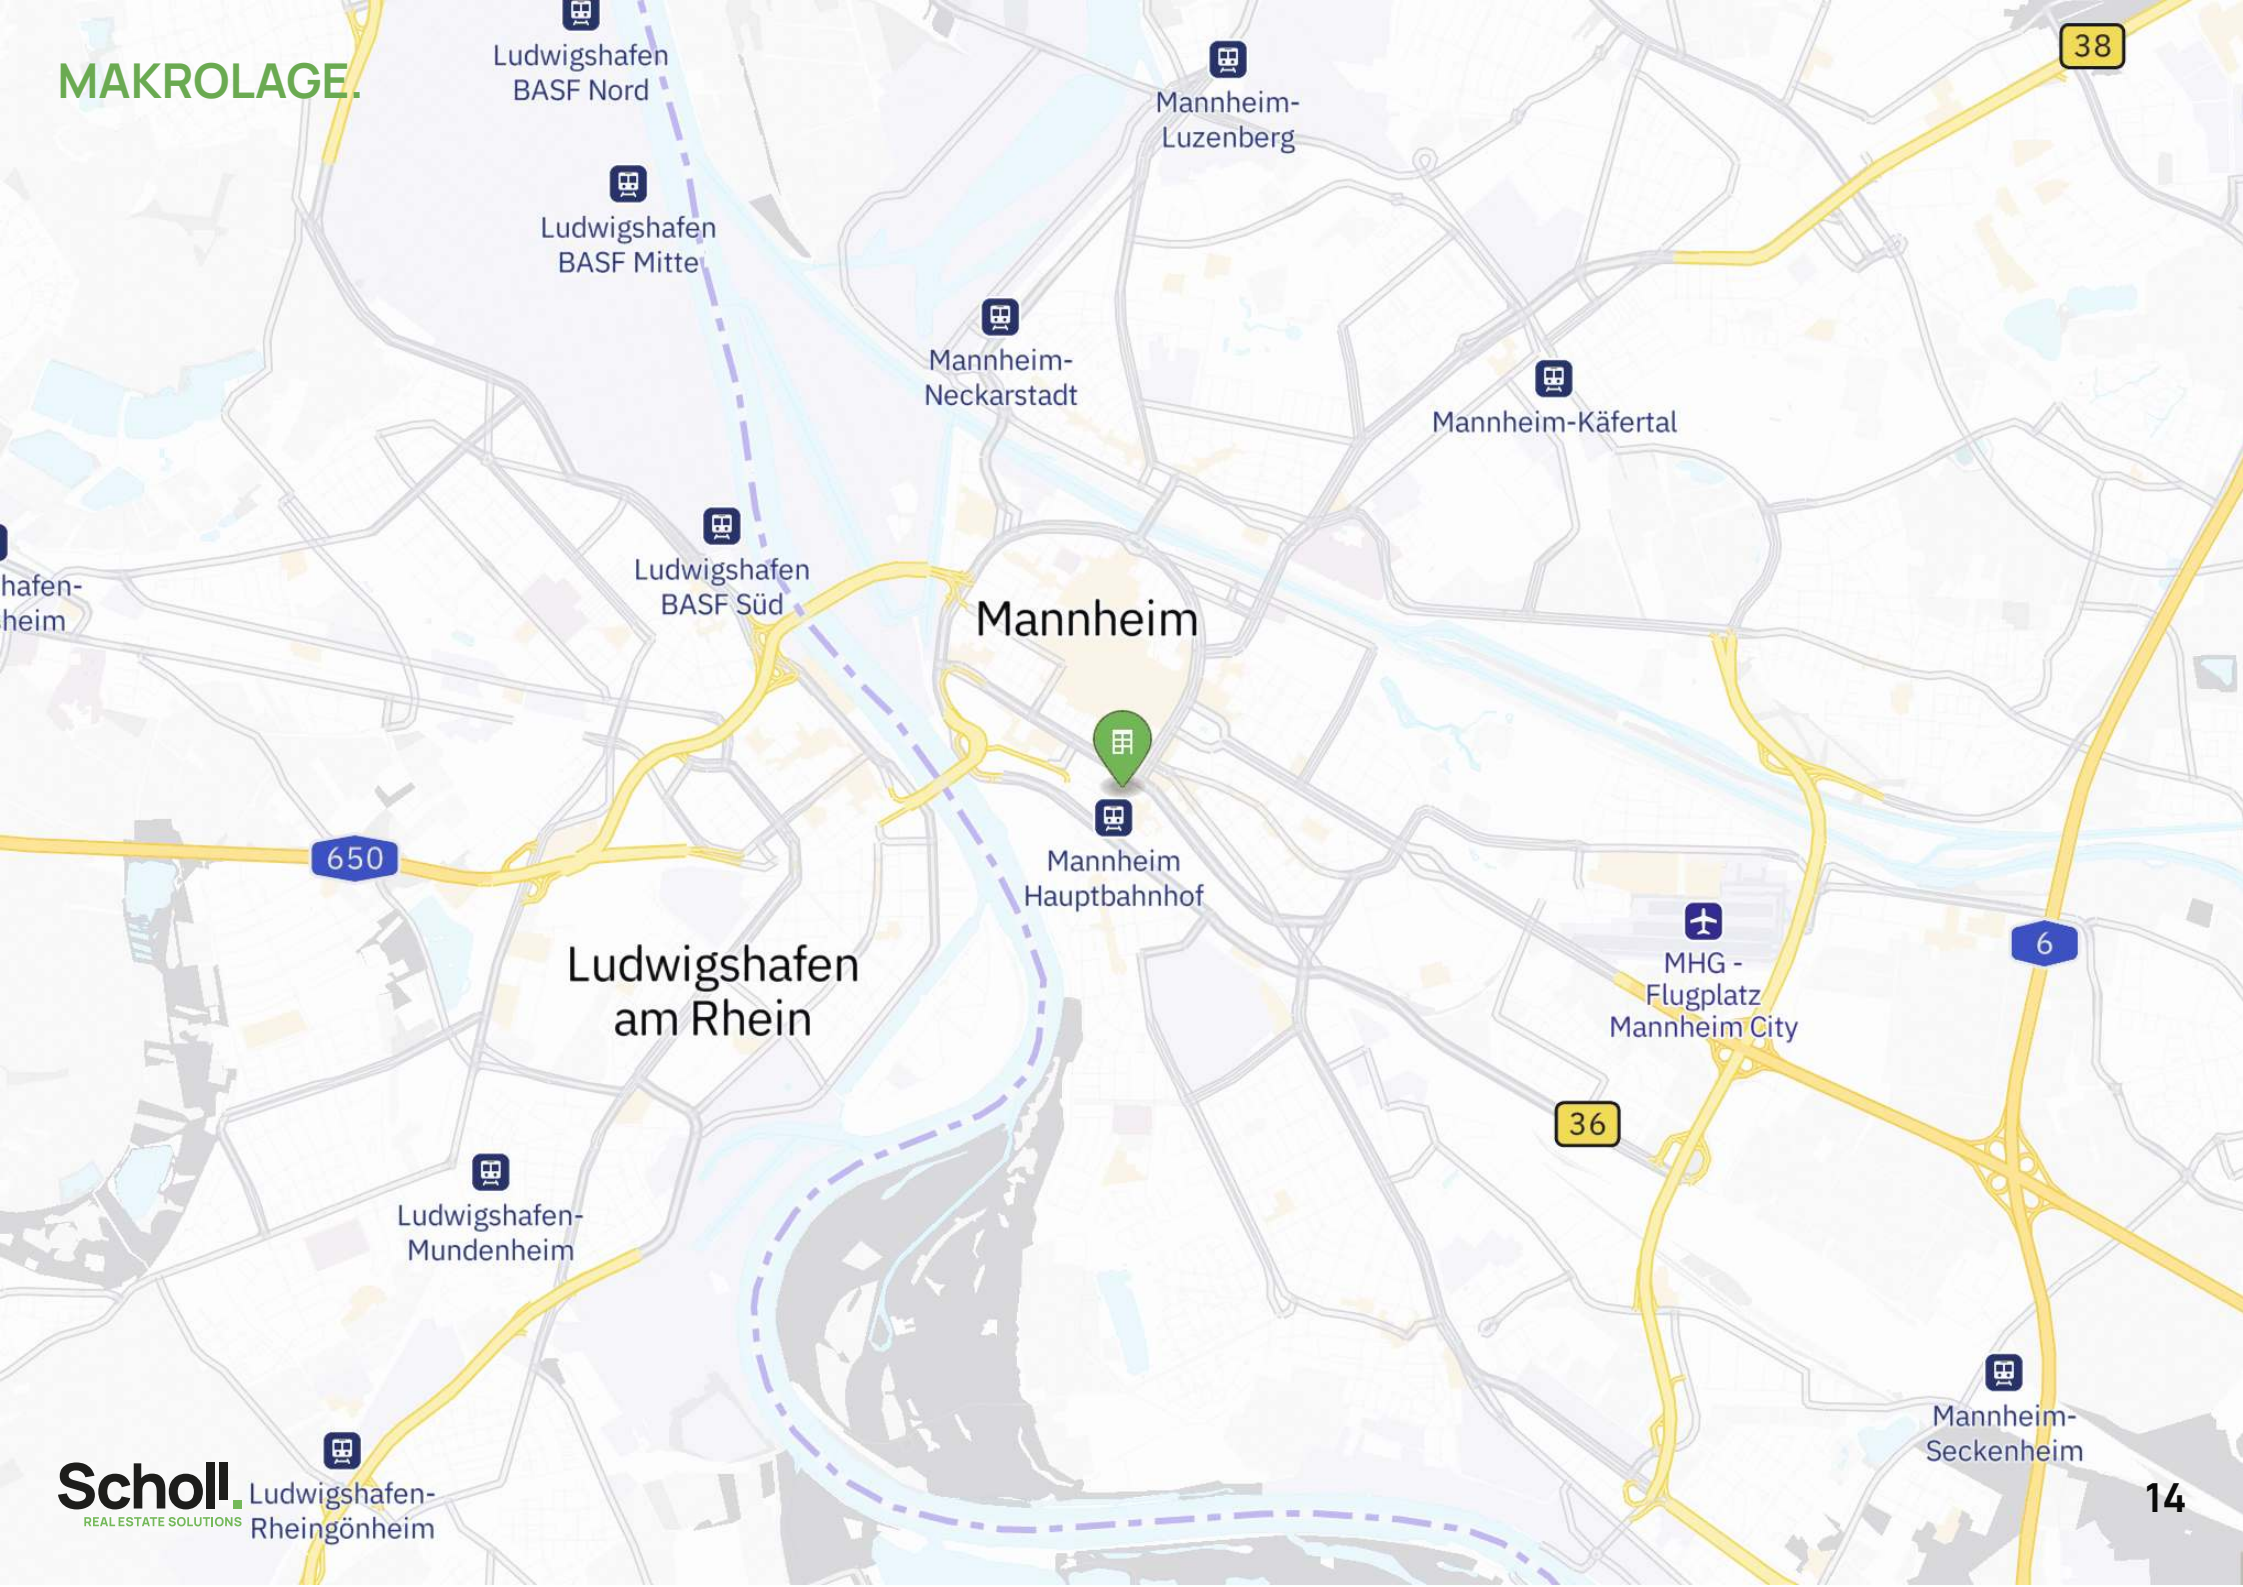 MAKROLAGE.
Ludwigshafen
BASF Nord
Mannheim-
Luzenberg
38
Ludwigshafen
BASF Mitte
Mannheim-
Neckarstadt
Mannheim-Käfertal
Ludwigshafen
BASF Süd
hafen-
heim
Mannheim
650
Mannheim
Hauptbahnhof
MHG -
Flugplatz
Mannheim City
6
Ludwigshafen
am Rhein
36
Ludwigshafen-
Mundenheim
Mannheim-
Seckenheim
Scholl.
REAL ESTATE SOLUTIONS
Ludwigshafen-
Rheingönheim
14